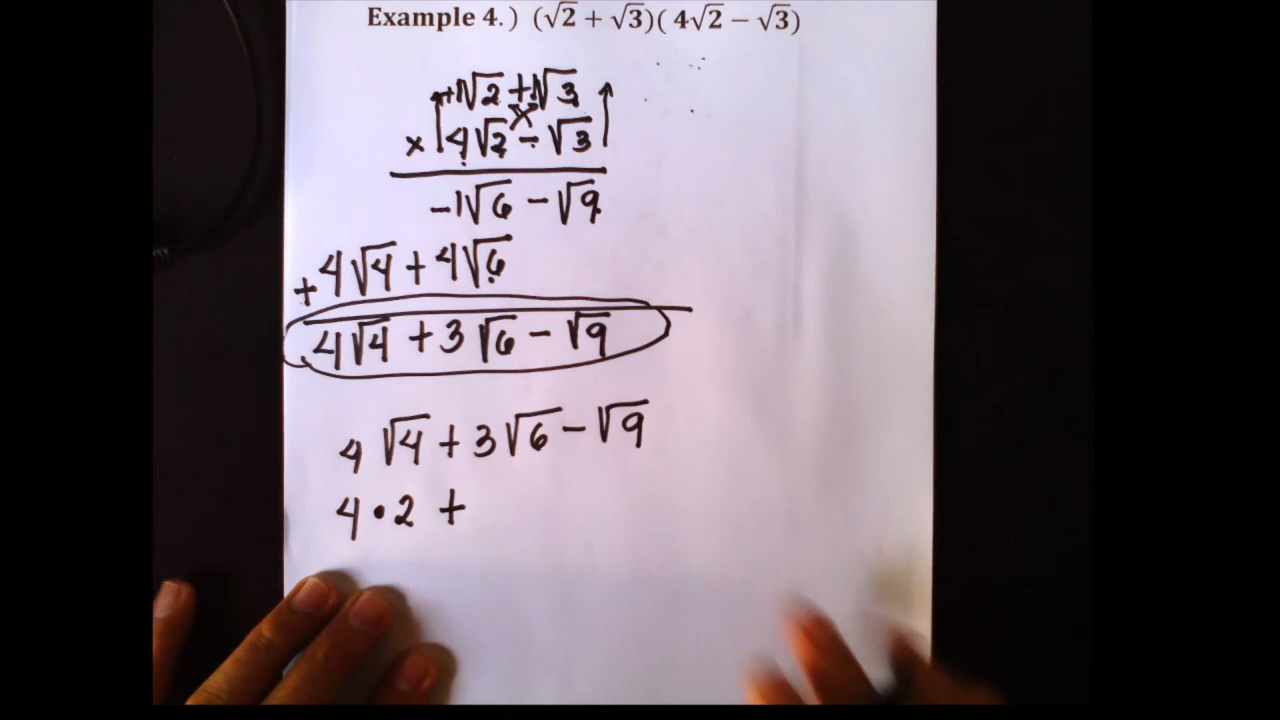 Example 4.) (√2 + √3)( 4√2 − √3)
+1√2 + 1√3
× 4√2 − √3
−1√6 − √9
+ 4√4 + 4√6
4√4 + 3√6 − √9
4 √4 + 3√6 − √9
4 • 2 +